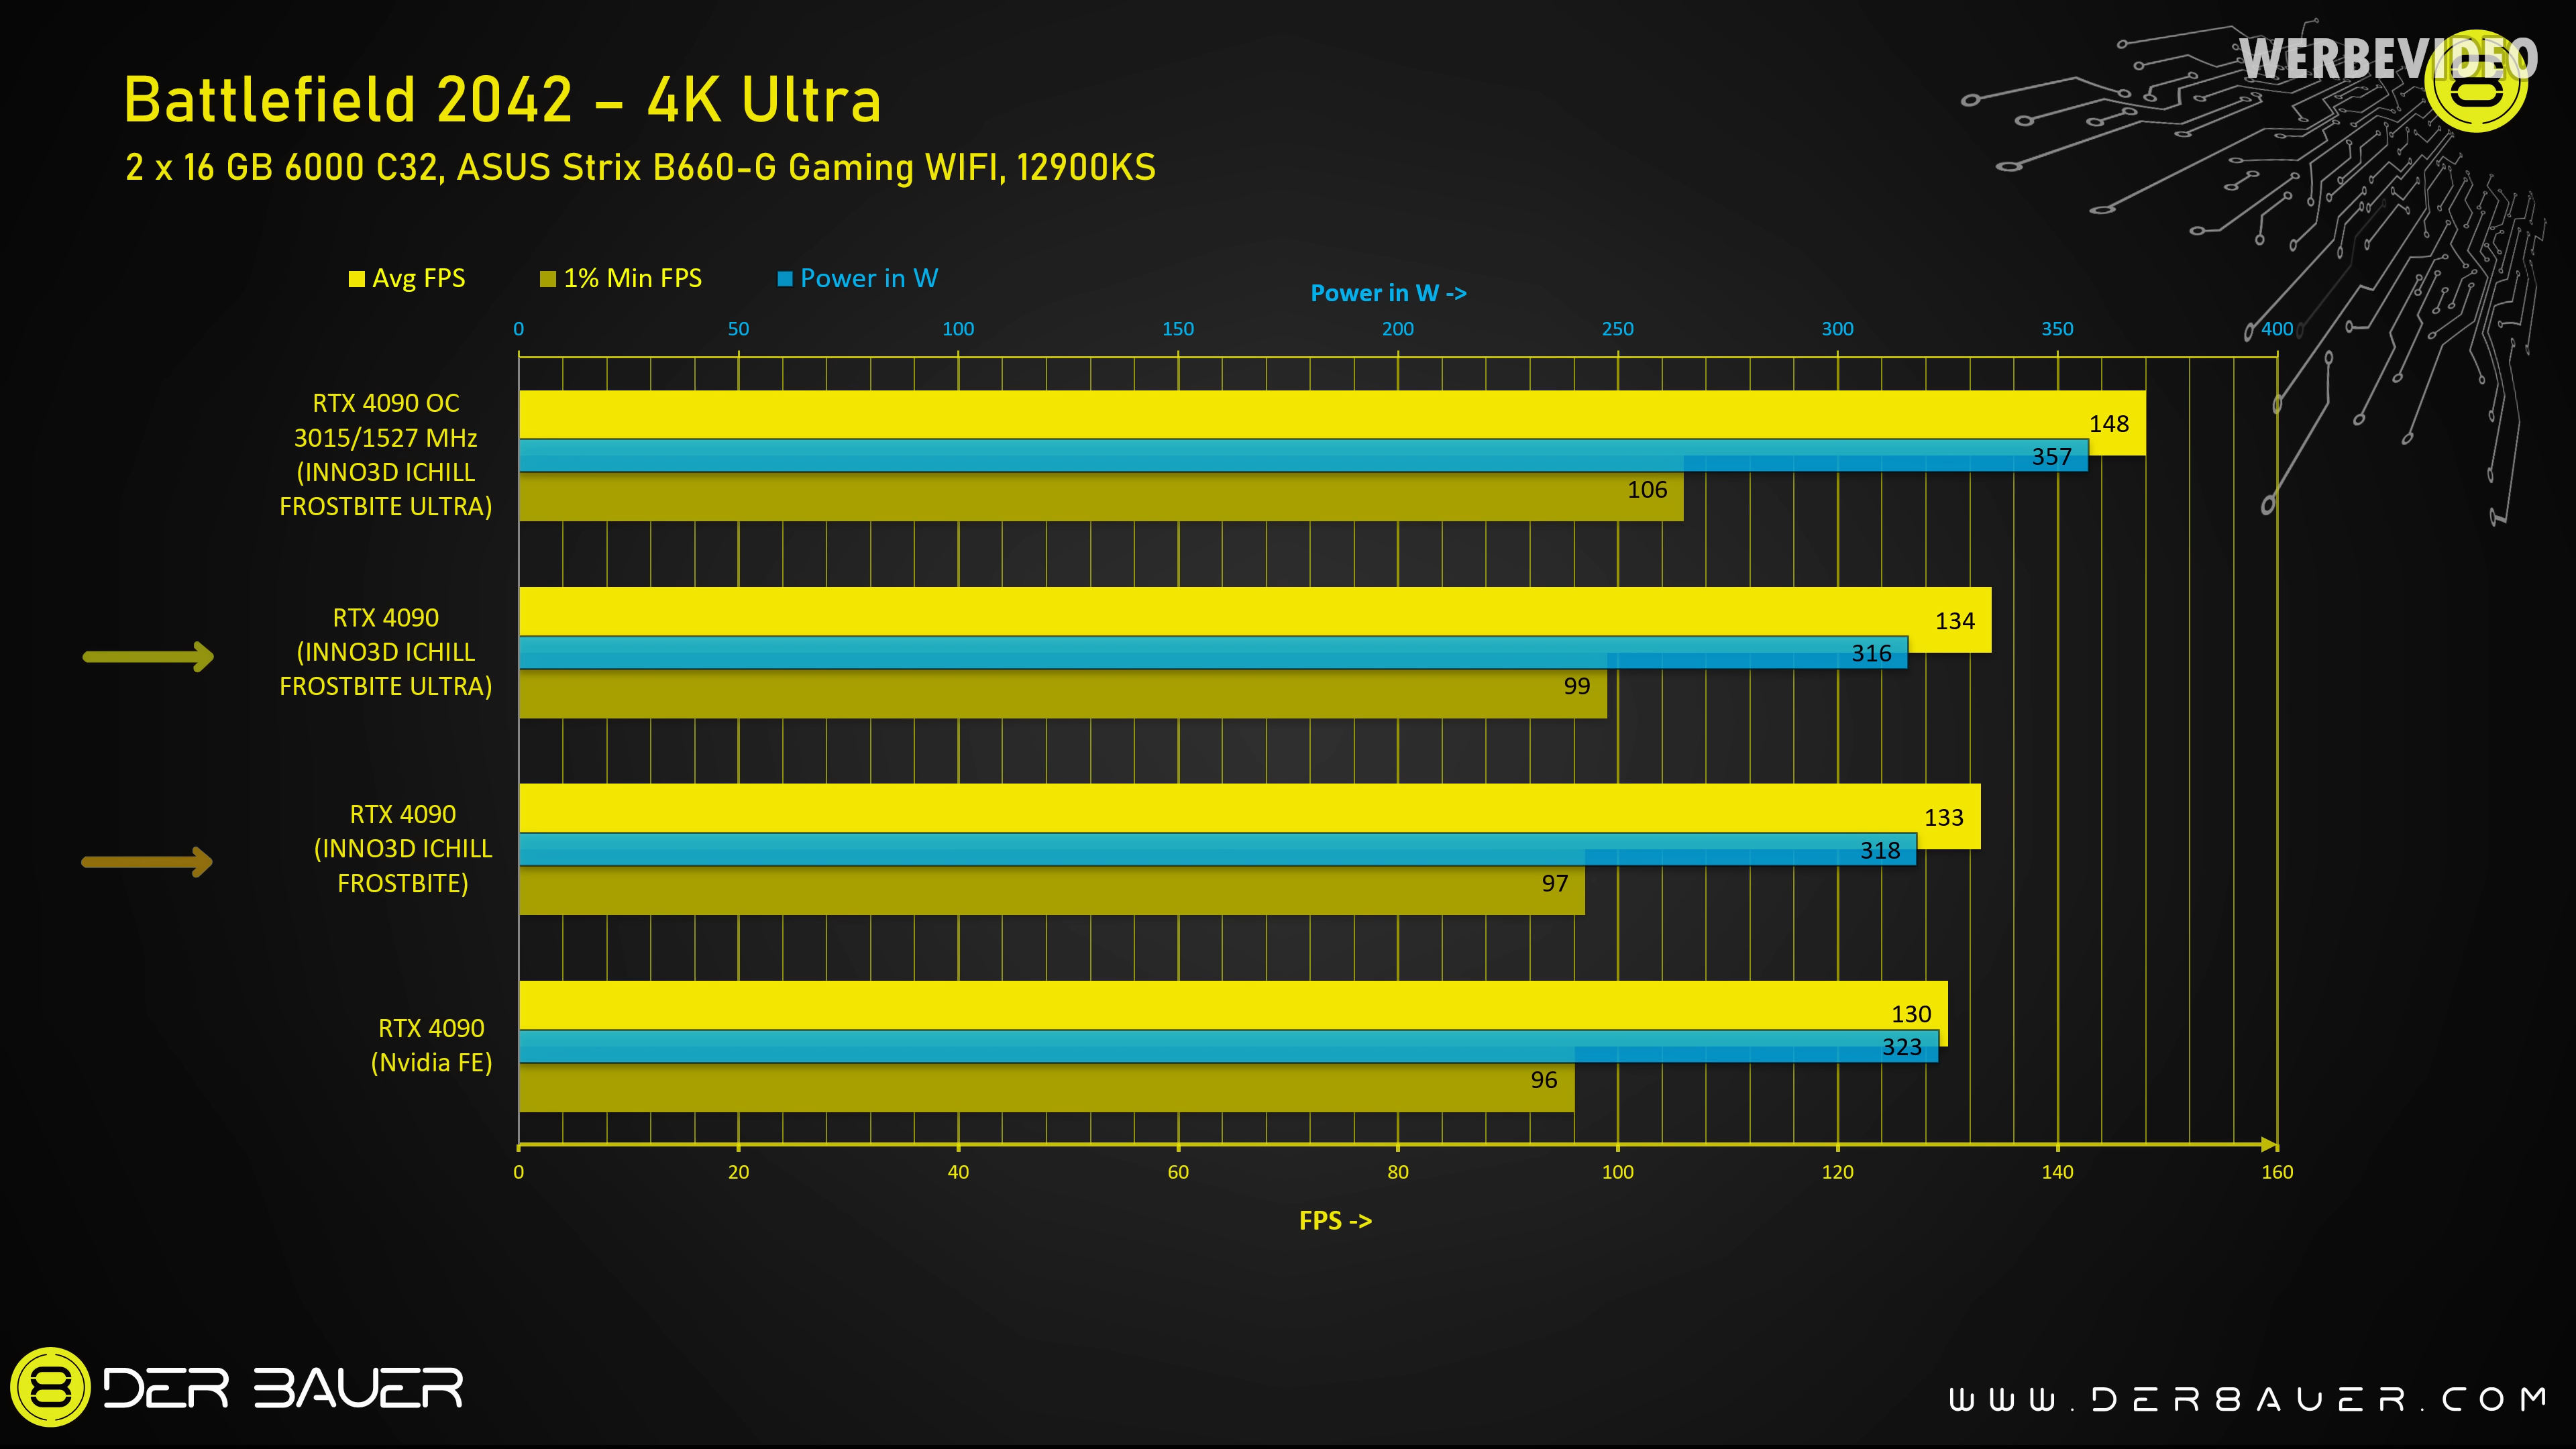 WERBEVIDEO
Battlefield 2042 – 4K Ultra
2 x 16 GB 6000 C32, ASUS Strix B660-G Gaming WIFI, 12900KS
Avg FPS 1% Min FPS Power in W
Power in W ->
0 50 100 150 200 250 300 350 400
RTX 4090 OC
3015/1527 MHz
(INNO3D ICHILL
FROSTBITE ULTRA)
148
357
106
RTX 4090
(INNO3D ICHILL
FROSTBITE ULTRA)
134
316
99
RTX 4090
(INNO3D ICHILL
FROSTBITE)
133
318
97
RTX 4090
(Nvidia FE)
130
323
96
0 20 40 60 80 100 120 140 160
FPS ->
DER 8AUER
WWW.DER8AUER.COM